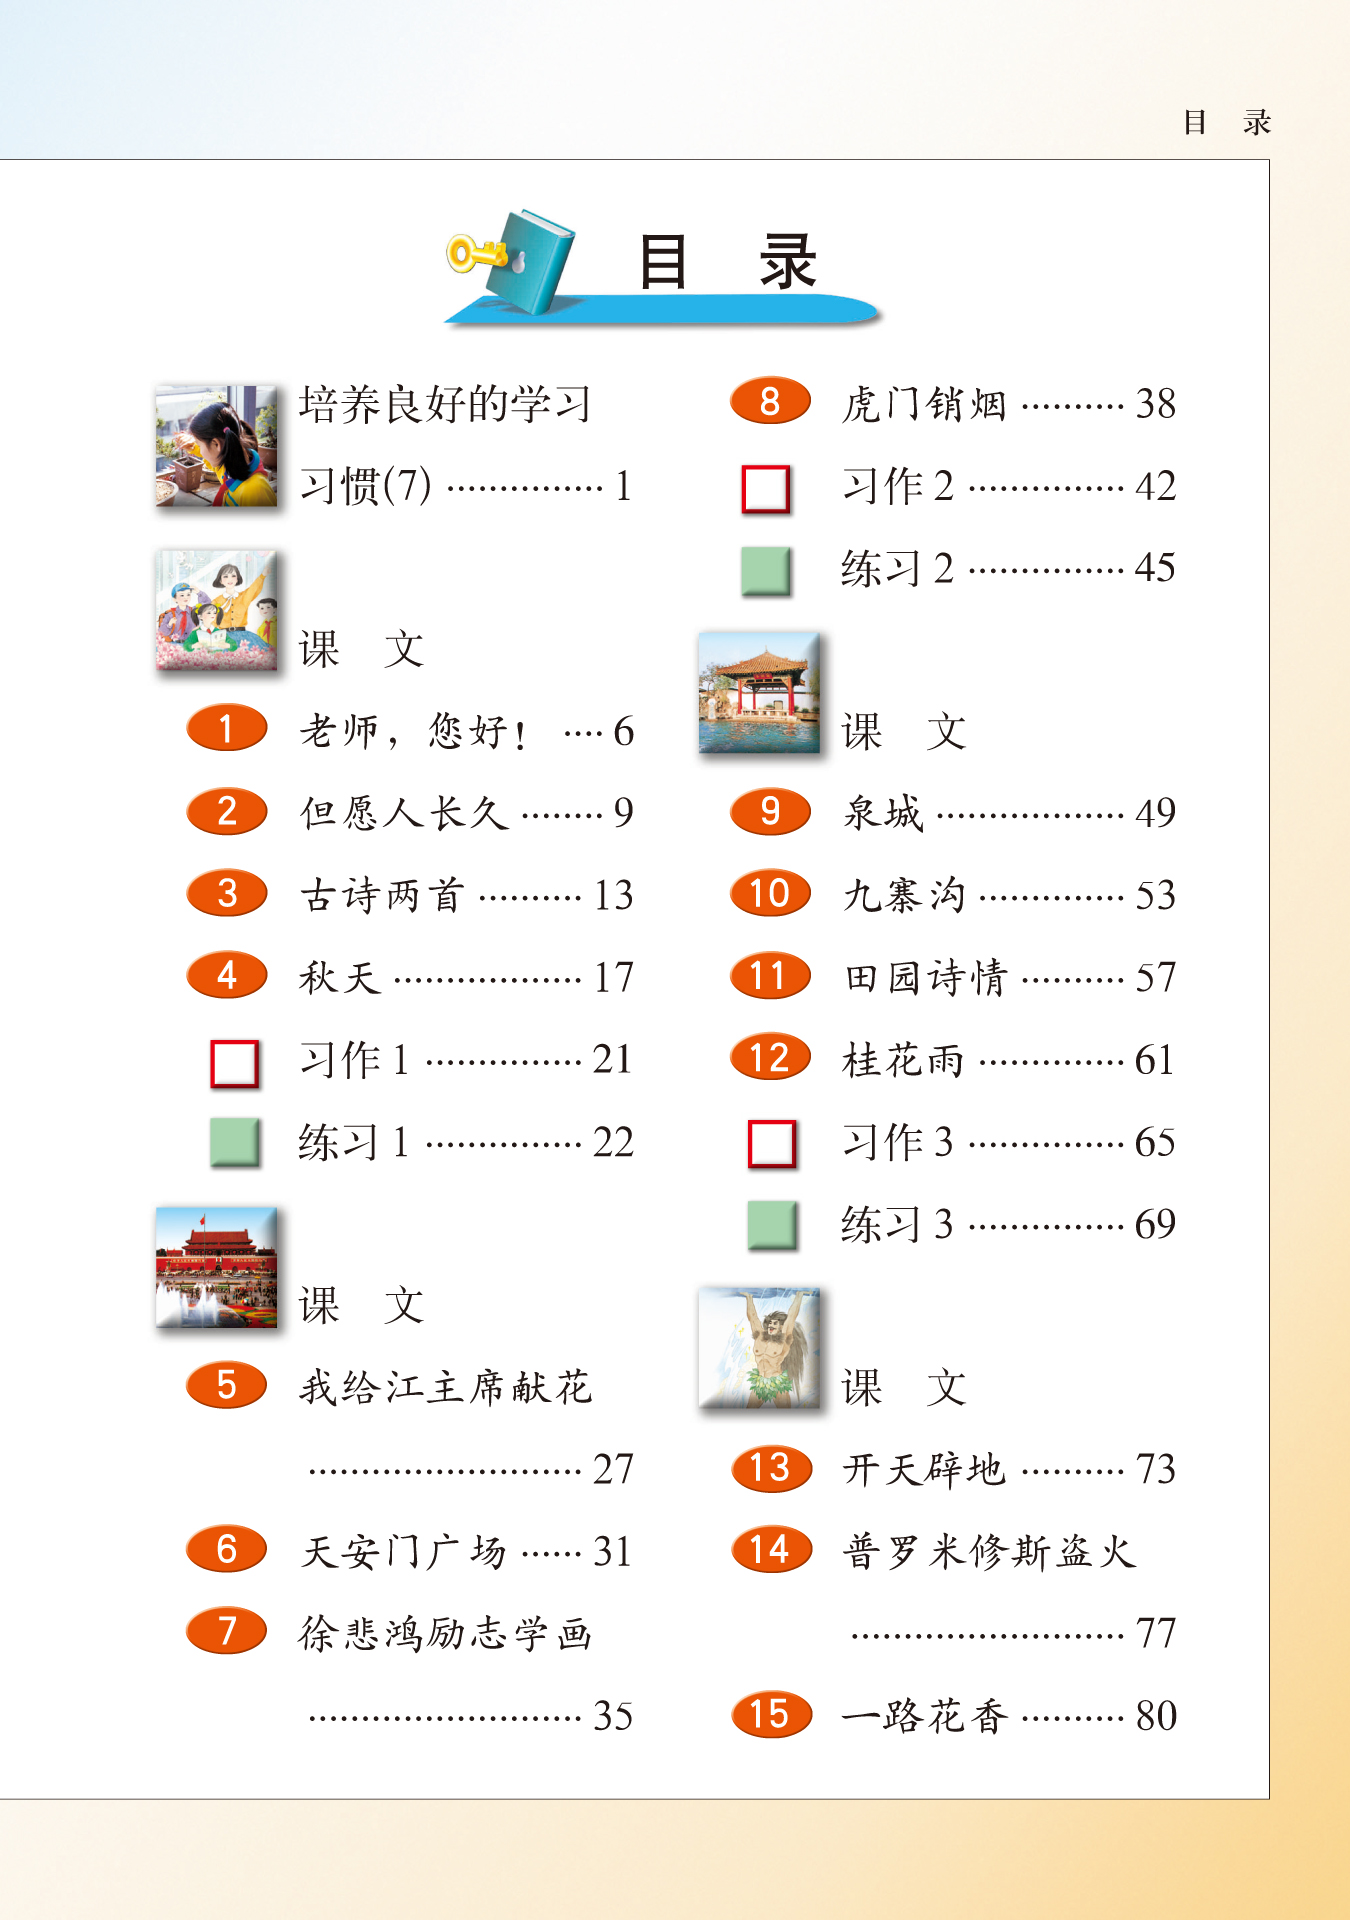 目 录
目 录
培养良好的学习
习惯(7) ··············· 1
课 文
1 老师，您好！ ···· 6
2 但愿人长久 ········ 9
3 古诗两首 ·········· 13
4 秋天 ·················· 17
习作 1 ··············· 21
练习 1 ··············· 22
课 文
5 我给江主席献花
·························· 27
6 天安门广场 ······ 31
7 徐悲鸿励志学画
·························· 35
8 虎门销烟 ·········· 38
习作 2 ··············· 42
练习 2 ··············· 45
课 文
9 泉城 ·················· 49
10 九寨沟 ·············· 53
11 田园诗情 ·········· 57
12 桂花雨 ·············· 61
习作 3 ··············· 65
练习 3 ··············· 69
课 文
13 开天辟地 ·········· 73
14 普罗米修斯盗火
·························· 77
15 一路花香 ·········· 80